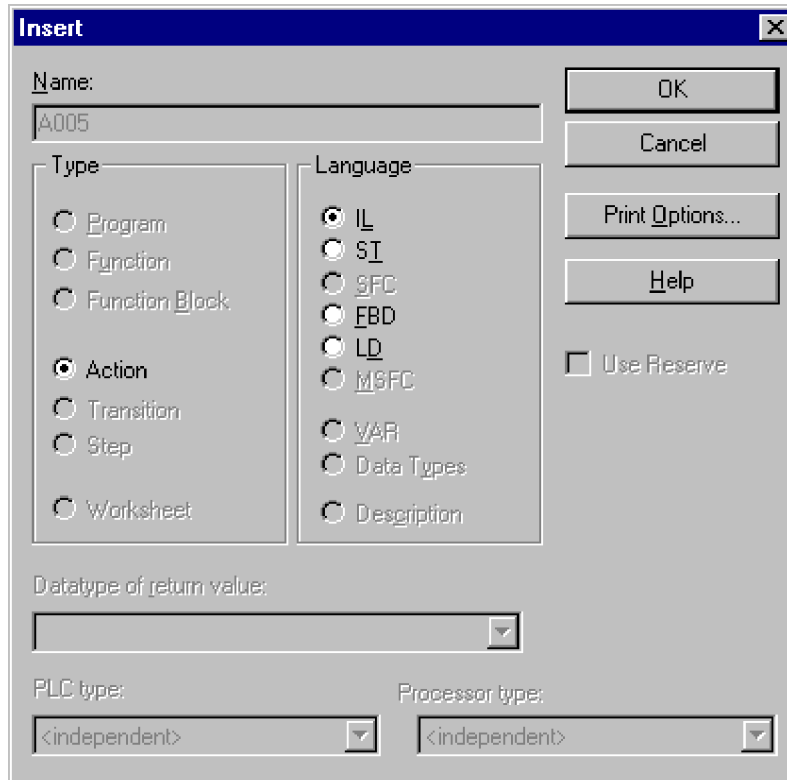 Insert
Name:
A005
OK
Cancel
Print Options...
Help
Use Reserve
Type
Program
Function
Function Block
Action
Transition
Step
Worksheet
Language
IL
ST
SFC
FBD
LD
MSFC
VAR
Data Types
Description
Datatype of return value:
PLC type:
<independent>
Processor type:
<independent>